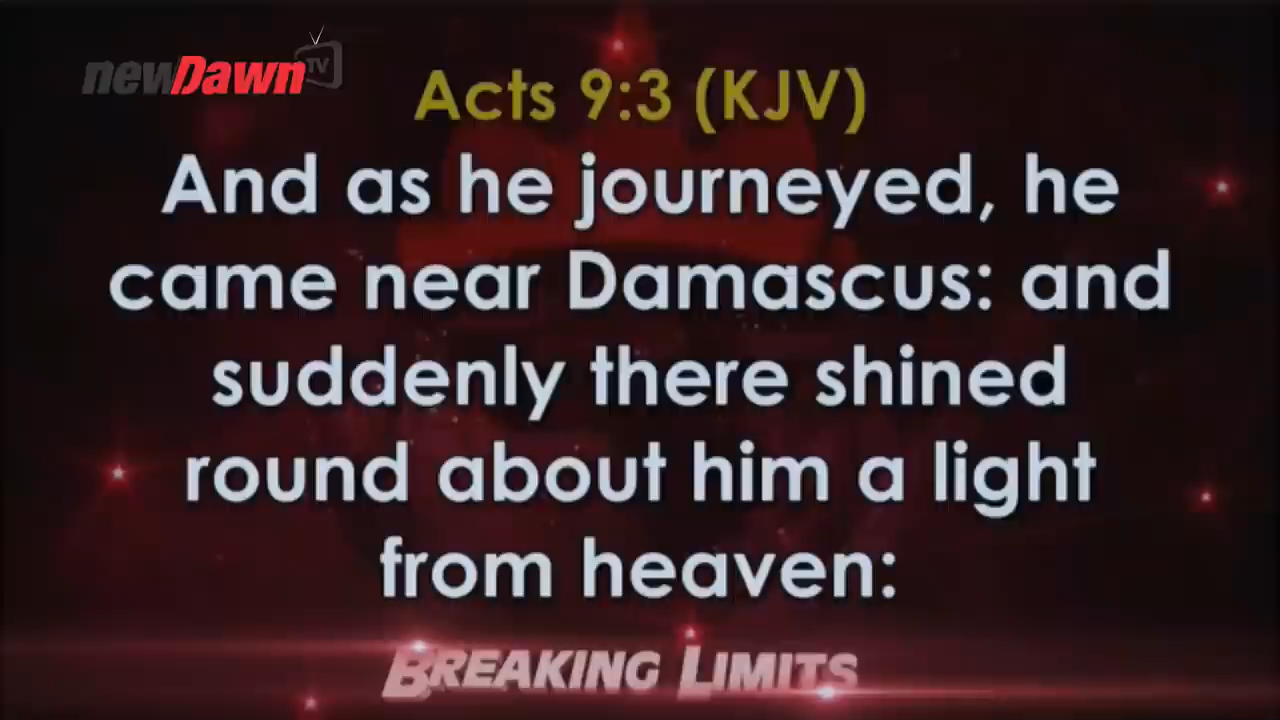 newDawn TV
Acts 9:3 (KJV)
And as he journeyed, he
came near Damascus: and
suddenly there shined
round about him a light
from heaven:
BREAKING LIMITS